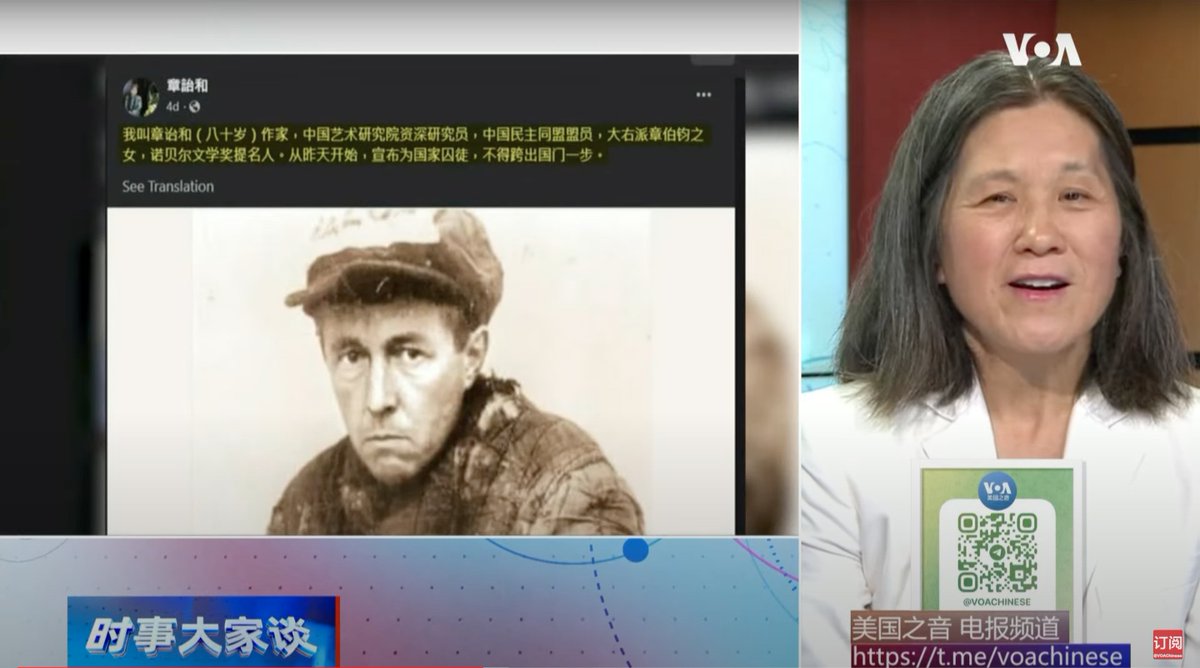 章詒和
4d
我叫章诒和（八十岁）作家，中国艺术研究院资深研究员，中国民主同盟盟员，大右派章伯钧之
女，诺贝尔文学奖提名人。从昨天开始，宣布为国家囚徒，不得跨出国门一步。
See Translation
时事大家谈
VOA
VOA
美国之音
@VOACHINESE
美国之音 电报频道
https://t.me/voachinese
订阅
@VOAChinese